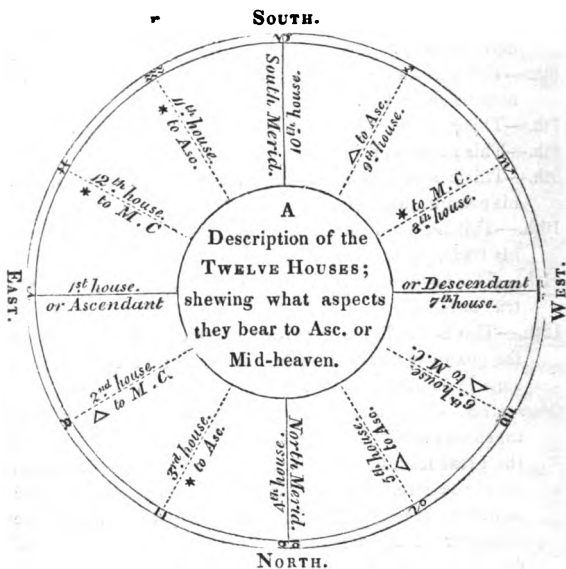 SOUTH.
South Merid.
10th house.
11th house.
* to Asc.
△ to Asc.
9th house.
12.th house.
* to M.C
* to M.C.
8th house.
A
Description of the
TWELVE HOUSES;
shewing what aspects
they bear to Asc. or
Mid-heaven.
EAST.
1st house.
or Ascendant
or Descendant
7th house.
WEST.
2nd house.
△ to M.C.
6th. house
△ to M.C.
3rd house.
* to Asc.
5th house.
△ to Asc.
4th house.
North Merid.
NORTH.